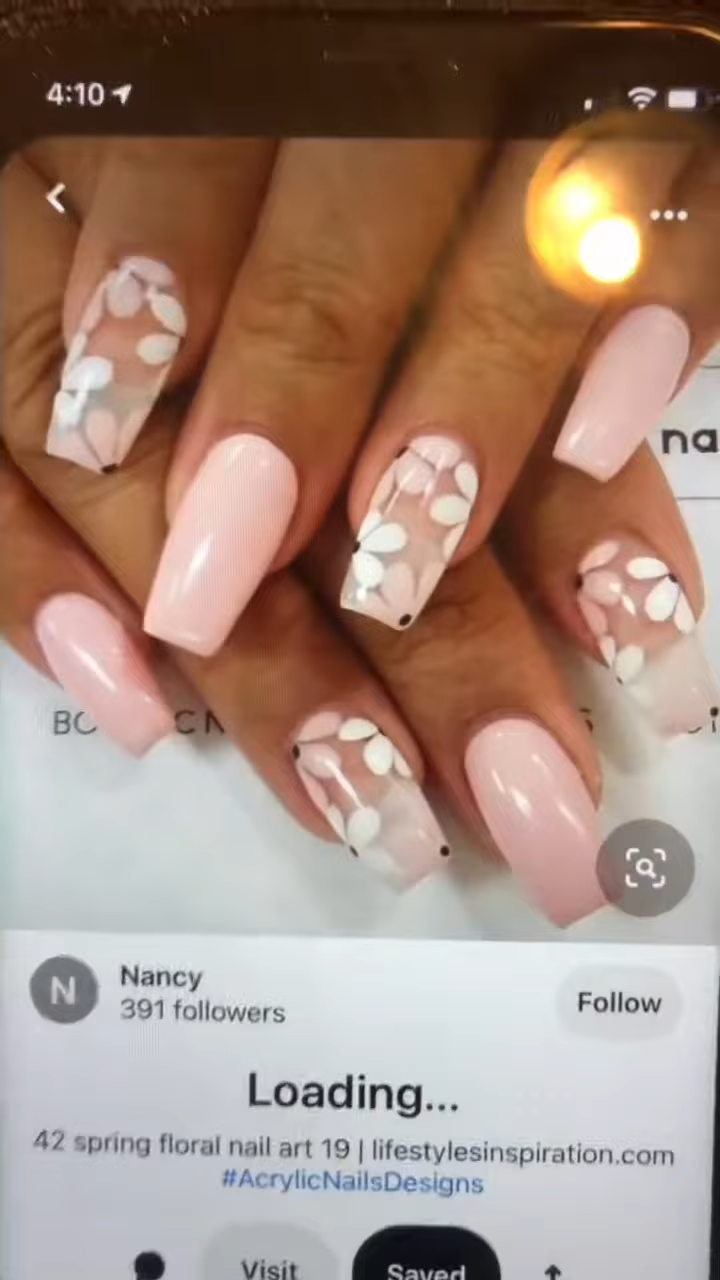 4:10
na
BO
C N
N
Nancy
391 followers
Follow
Loading...
42 spring floral nail art 19 | lifestylesinspiration.com
#AcrylicNailsDesigns
Visit
Saved